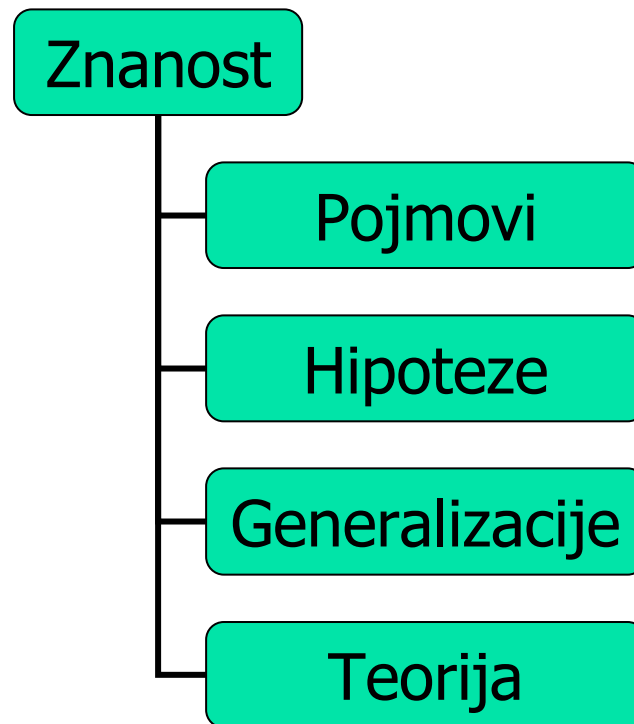 Znanost
Pojmovi
Hipoteze
Generalizacije
Teorija